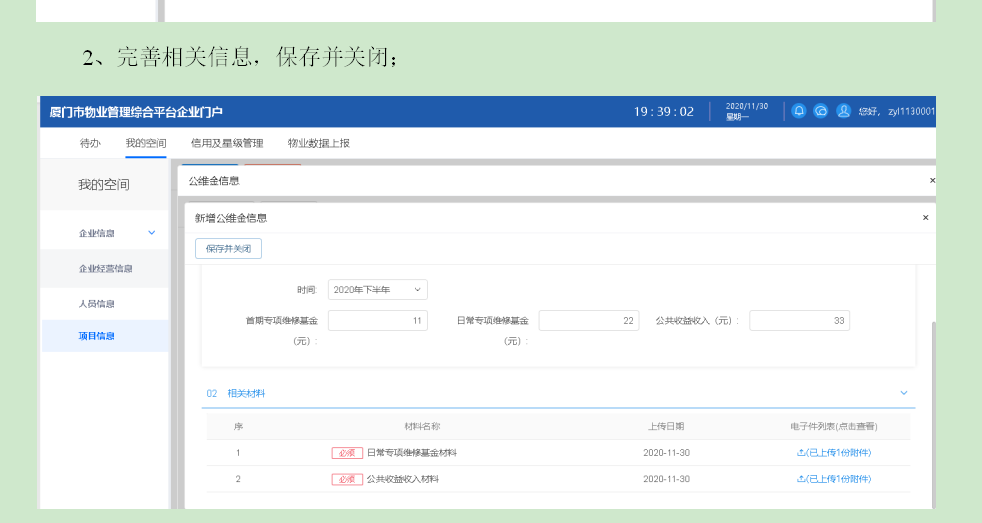 2、完善相关信息，保存并关闭；
厦门市物业管理综合平台企业门户 19:39:02 2020/11/30 星期一 您好，zyl1130001
待办 我的空间 信用及星级管理 物业数据上报
我的空间
公维金信息 ×
新增公维金信息 ×
保存并关闭
企业信息
企业经营信息
人员信息
项目信息
时间: 2020年下半年
首期专项维修基金（元）: 11 日常专项维修基金（元）: 22 公共收益收入（元）: 33
02 相关材料
序 材料名称 上传日期 电子件列表(点击查看)
1 必须 日常专项维修基金材料 2020-11-30 (已上传1份附件)
2 必须 公共收益收入材料 2020-11-30 (已上传1份附件)